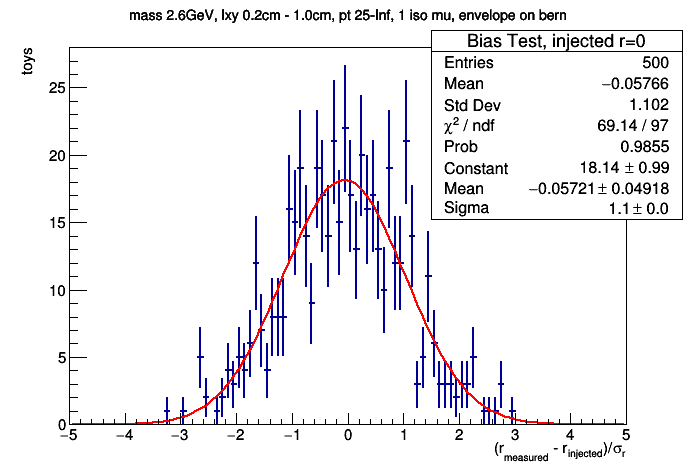 mass 2.6GeV, lxy 0.2cm - 1.0cm, pt 25-Inf, 1 iso mu, envelope on bern
toys
Bias Test, injected r=0
Entries 500
Mean −0.05766
Std Dev 1.102
χ² / ndf 69.14 / 97
Prob 0.9855
Constant 18.14 ± 0.99
Mean −0.05721 ± 0.04918
Sigma 1.1 ± 0.0
25
20
15
10
5
0
−5 −4 −3 −2 −1 0 1 2 3 4 5
(r_measured - r_injected)/σ_r